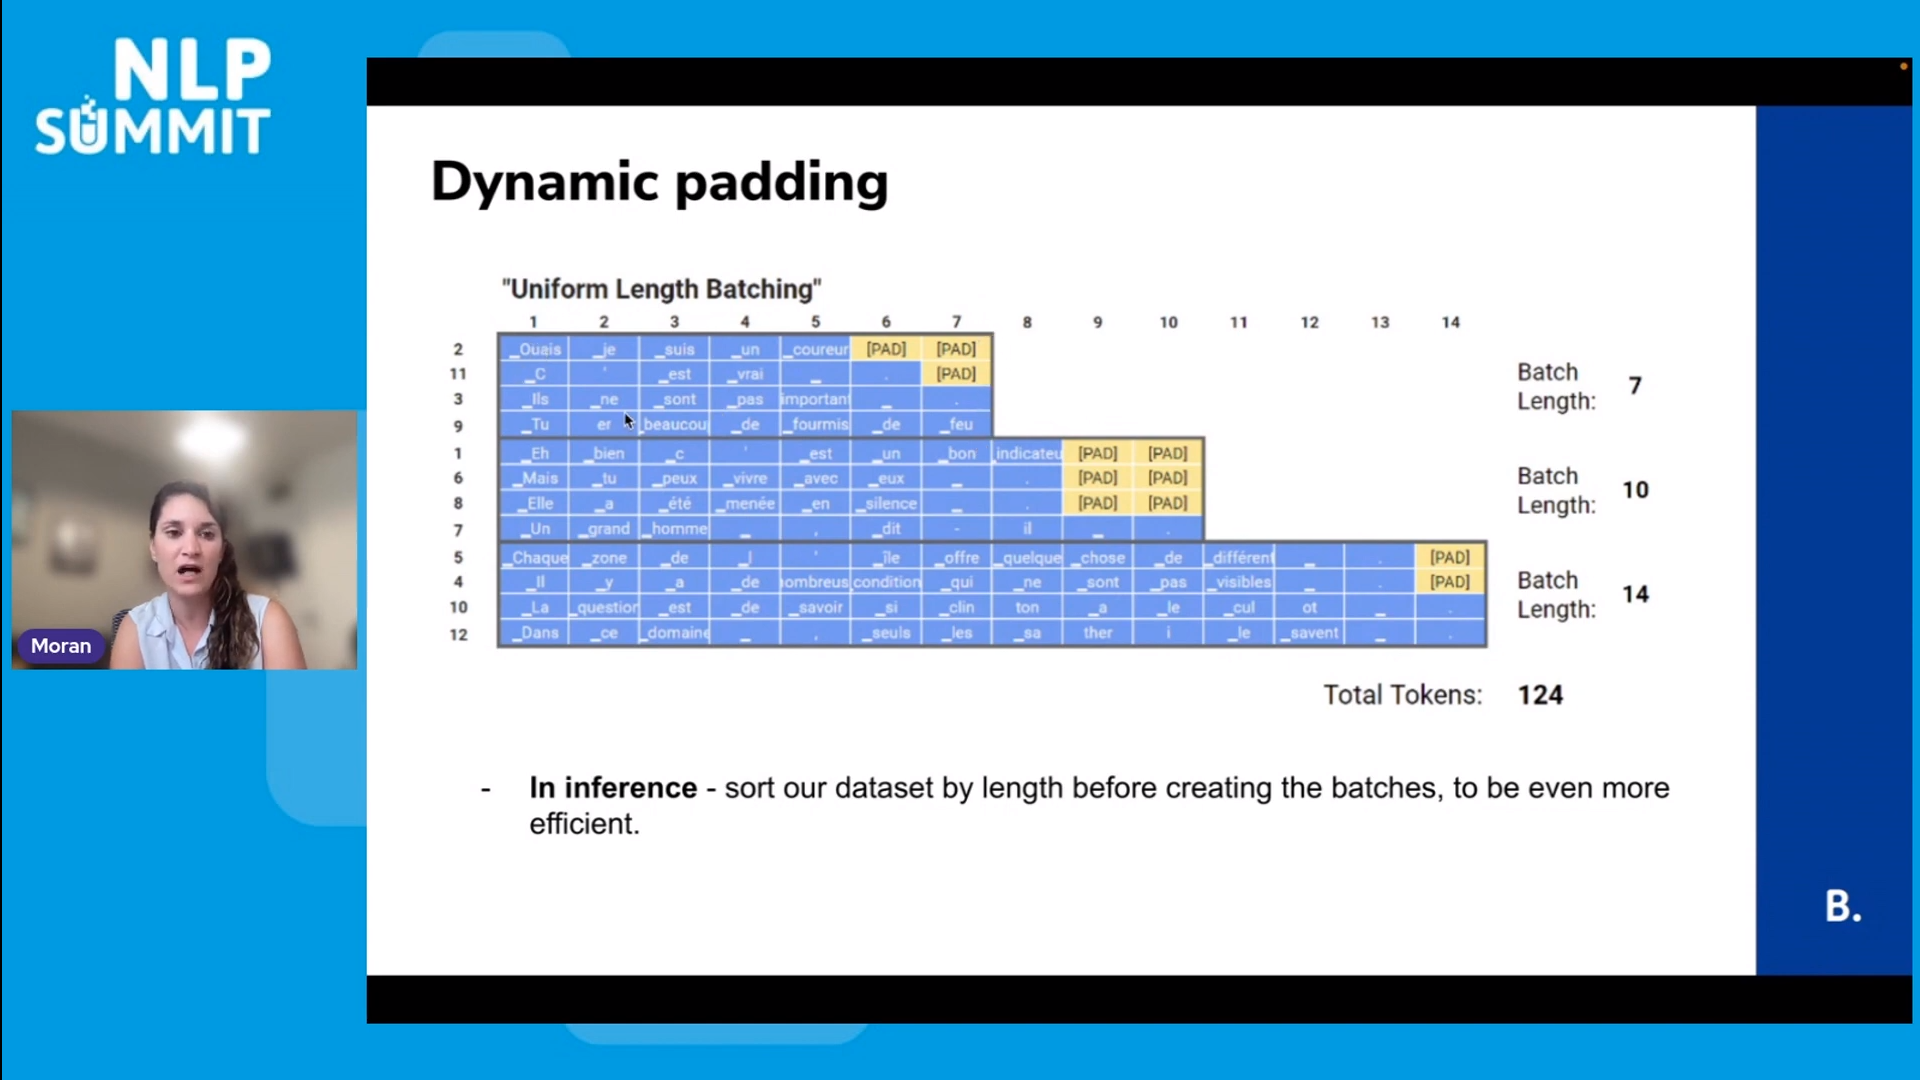 NLP
SUMMIT
Dynamic padding
"Uniform Length Batching"
1 2 3 4 5 6 7 8 9 10 11 12 13 14
2 _Ouais _je _suis _un _coureur [PAD] [PAD]
11 _C ' _est _vrai _ . [PAD]
3 _Ils _ne _sont _pas important _ .
9 _Tu er _beaucou _de _fourmis _de _feu
Batch
Length: 7
1 _Eh _bien _c ' _est _un _bon _indicateu [PAD] [PAD]
6 _Mais _tu _peux _vivre _avec _eux _ . [PAD] [PAD]
8 _Elle _a _été _menée _en _silence _ . [PAD] [PAD]
7 _Un _grand _homme _ , _dit - il _ .
Batch
Length: 10
5 _Chaque _zone _de _l ' _île _offre _quelque _chose _de _différent _ . [PAD]
4 _Il _y _a _de nombreus condition _qui _ne _sont _pas _visibles _ . [PAD]
10 _La _question _est _de _savoir _si _clin ton _a _le _cul ot _ .
12 _Dans _ce _domaine _ , _seuls _les _sa ther i _le _savent _ .
Batch
Length: 14
Total Tokens: 124
- In inference - sort our dataset by length before creating the batches, to be even more
efficient.
Moran
B.